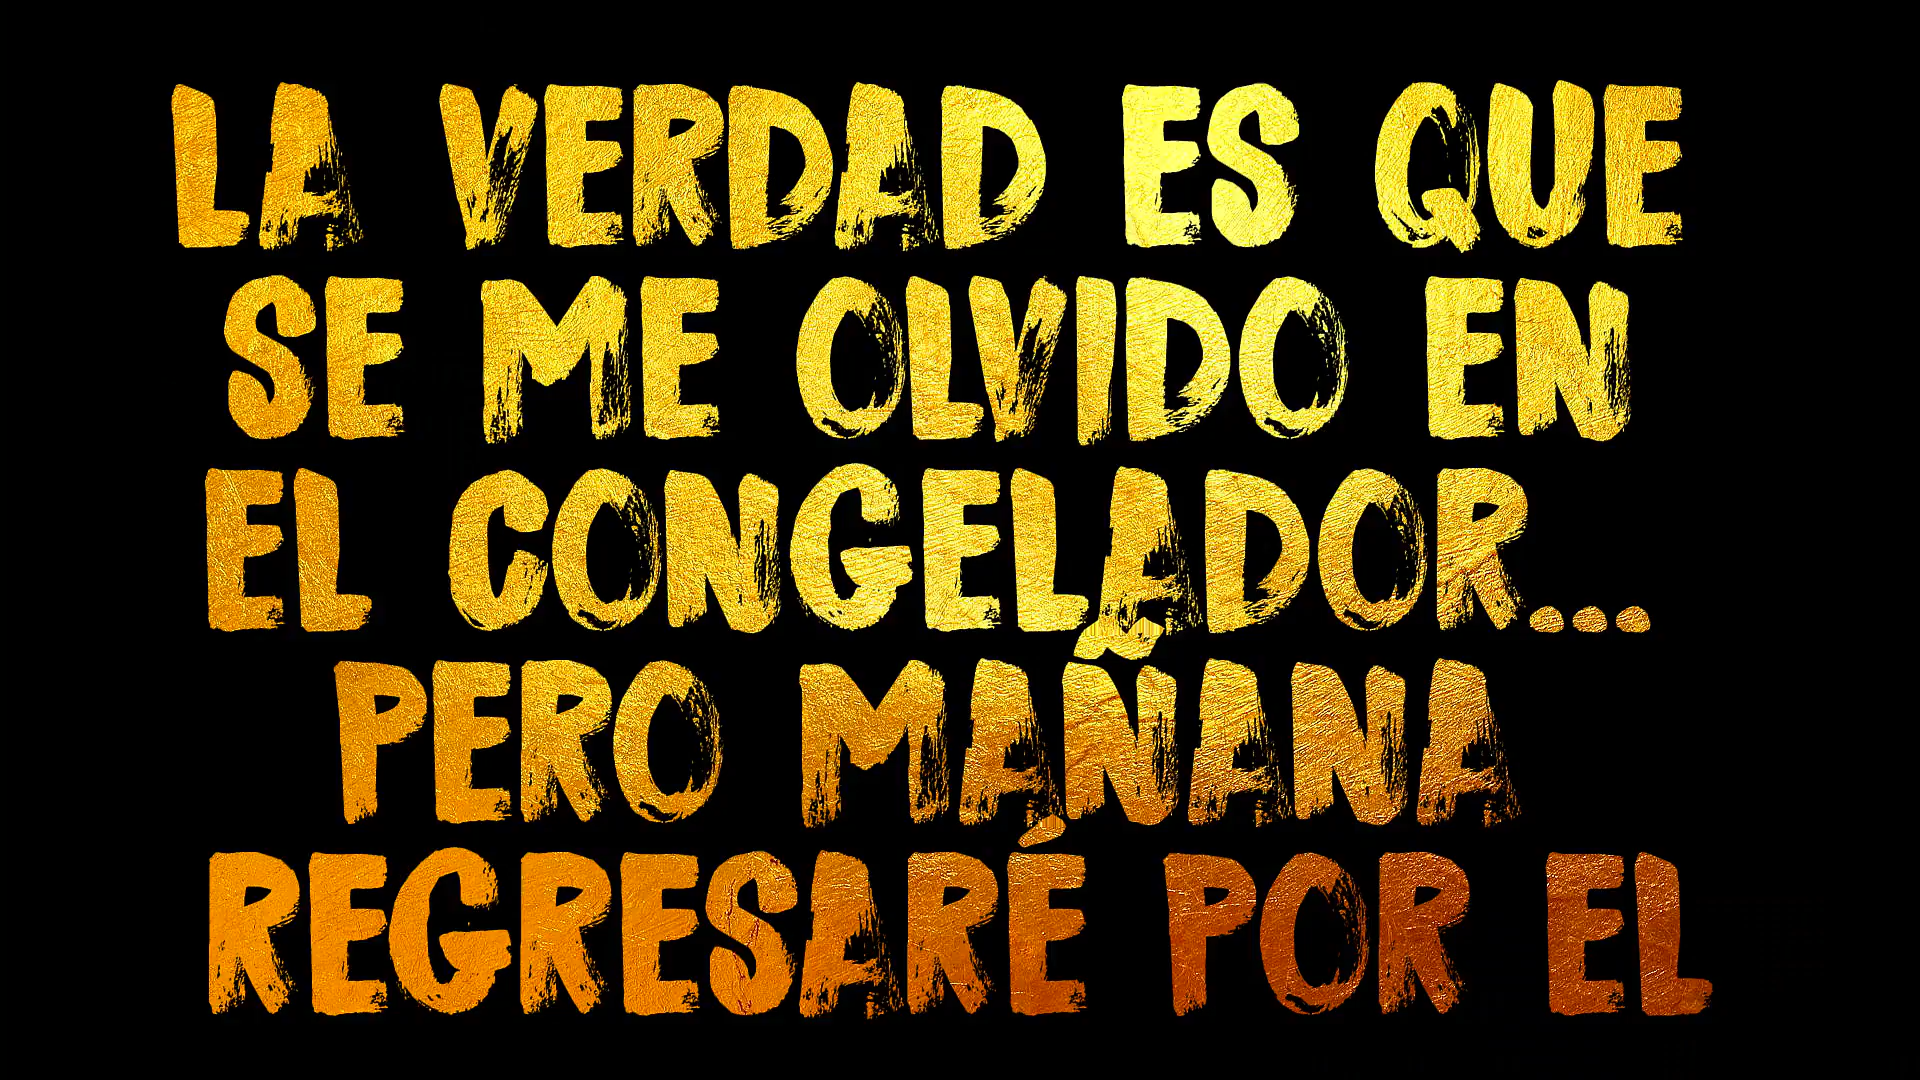 LA VERDAD ES QUE
SE ME OLVIDO EN
EL CONGELADOR...
PERO MAÑANA
REGRESARÉ POR EL